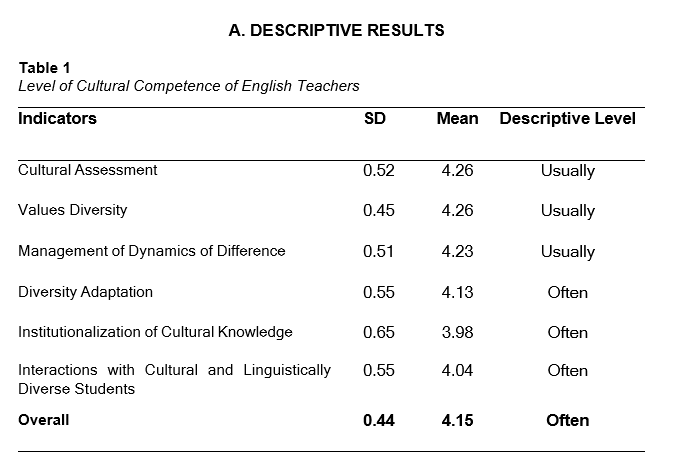 A. DESCRIPTIVE RESULTS
Table 1
Level of Cultural Competence of English Teachers
Indicators SD Mean Descriptive Level
Cultural Assessment 0.52 4.26 Usually
Values Diversity 0.45 4.26 Usually
Management of Dynamics of Difference 0.51 4.23 Usually
Diversity Adaptation 0.55 4.13 Often
Institutionalization of Cultural Knowledge 0.65 3.98 Often
Interactions with Cultural and Linguistically 0.55 4.04 Often
Diverse Students
Overall 0.44 4.15 Often